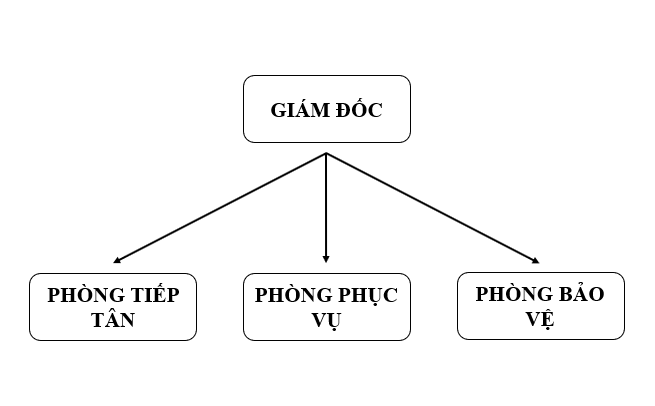 GIÁM ĐỐC
PHÒNG TIẾP
TÂN
PHÒNG PHỤC
VỤ
PHÒNG BẢO
VỆ